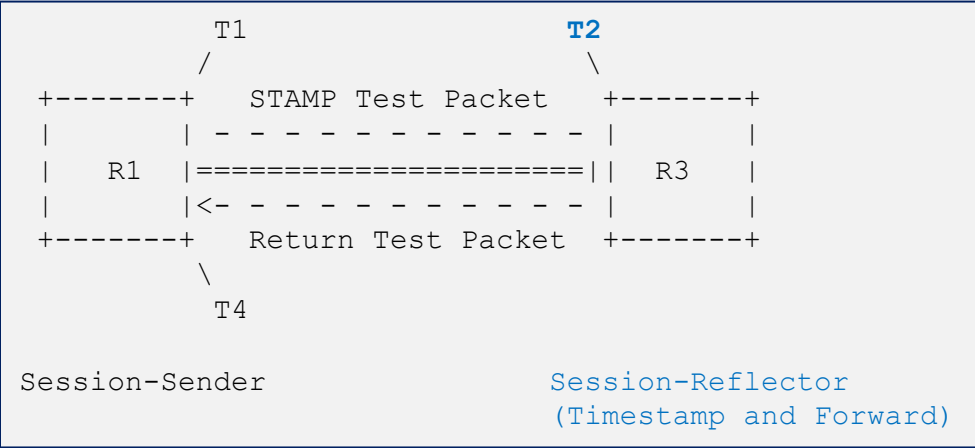 T1 T2
/ \
+-------+ STAMP Test Packet +-------+
| | - - - - - - - - - - - | |
| R1 |======================|| R3 |
| |<- - - - - - - - - - - | |
+-------+ Return Test Packet +-------+
\
T4
Session-Sender Session-Reflector
(Timestamp and Forward)